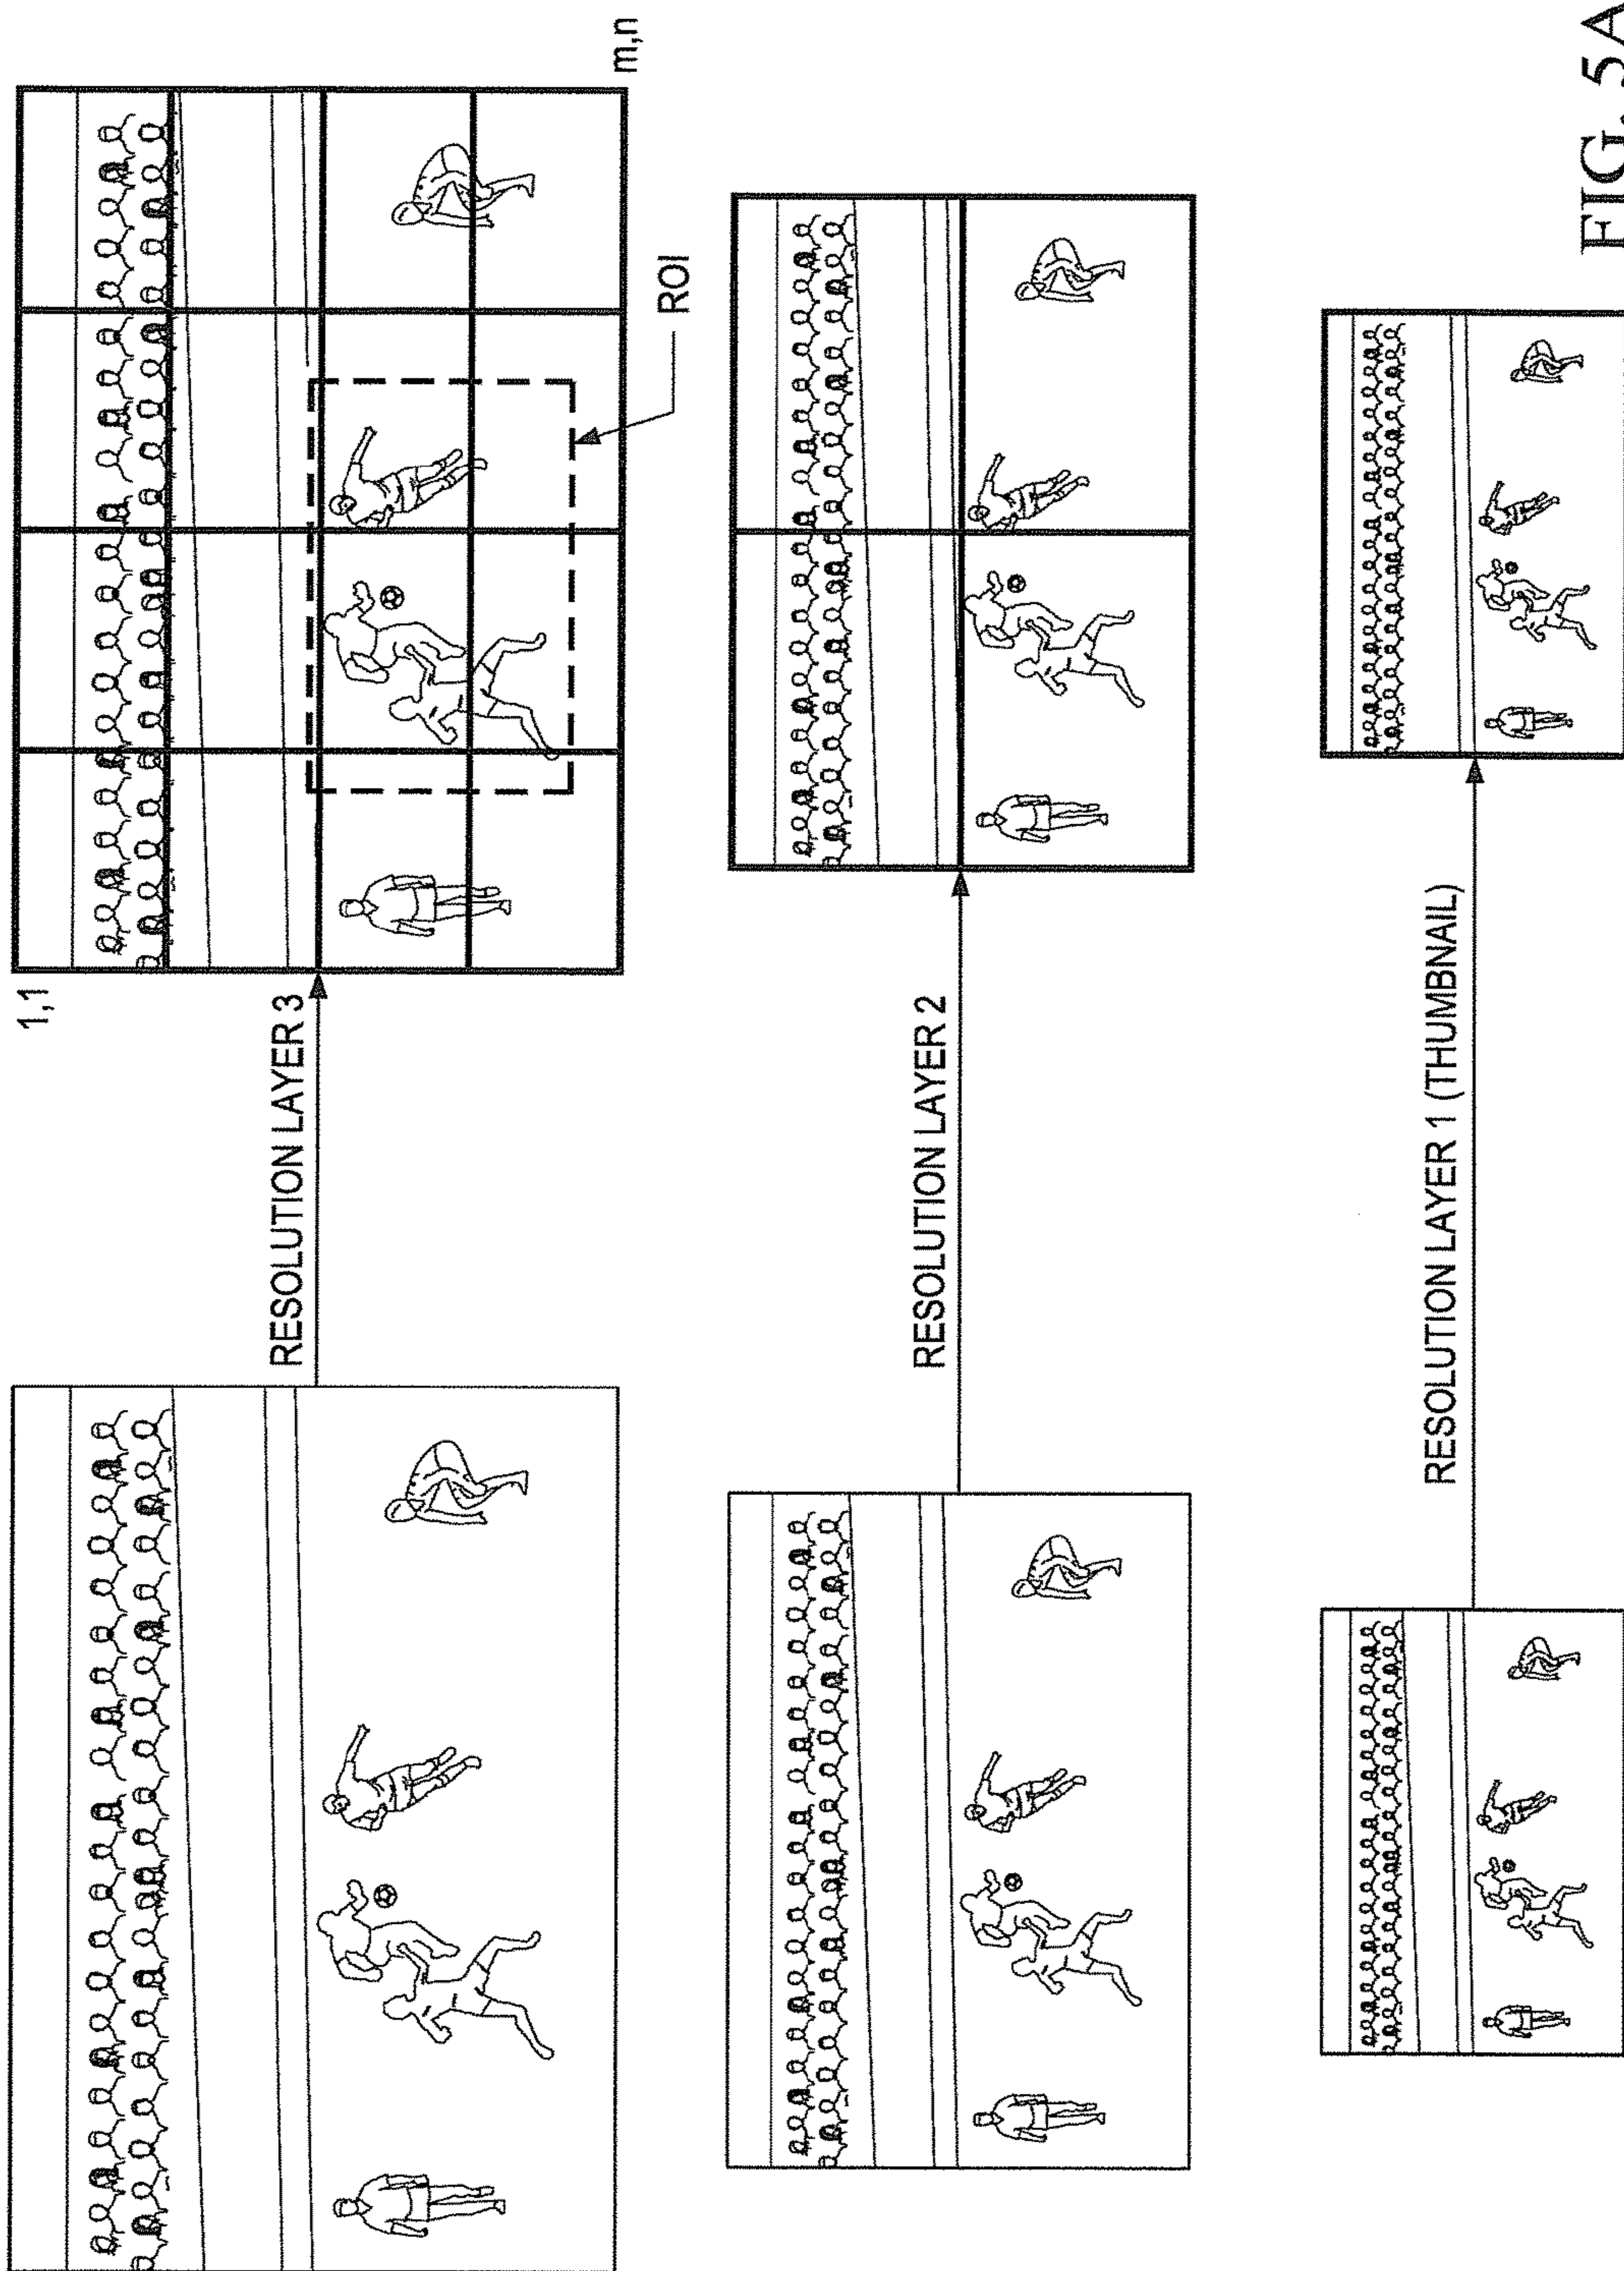 1,1
m,n
RESOLUTION LAYER 3
ROI
RESOLUTION LAYER 2
RESOLUTION LAYER 1 (THUMBNAIL)
FIG. 5A